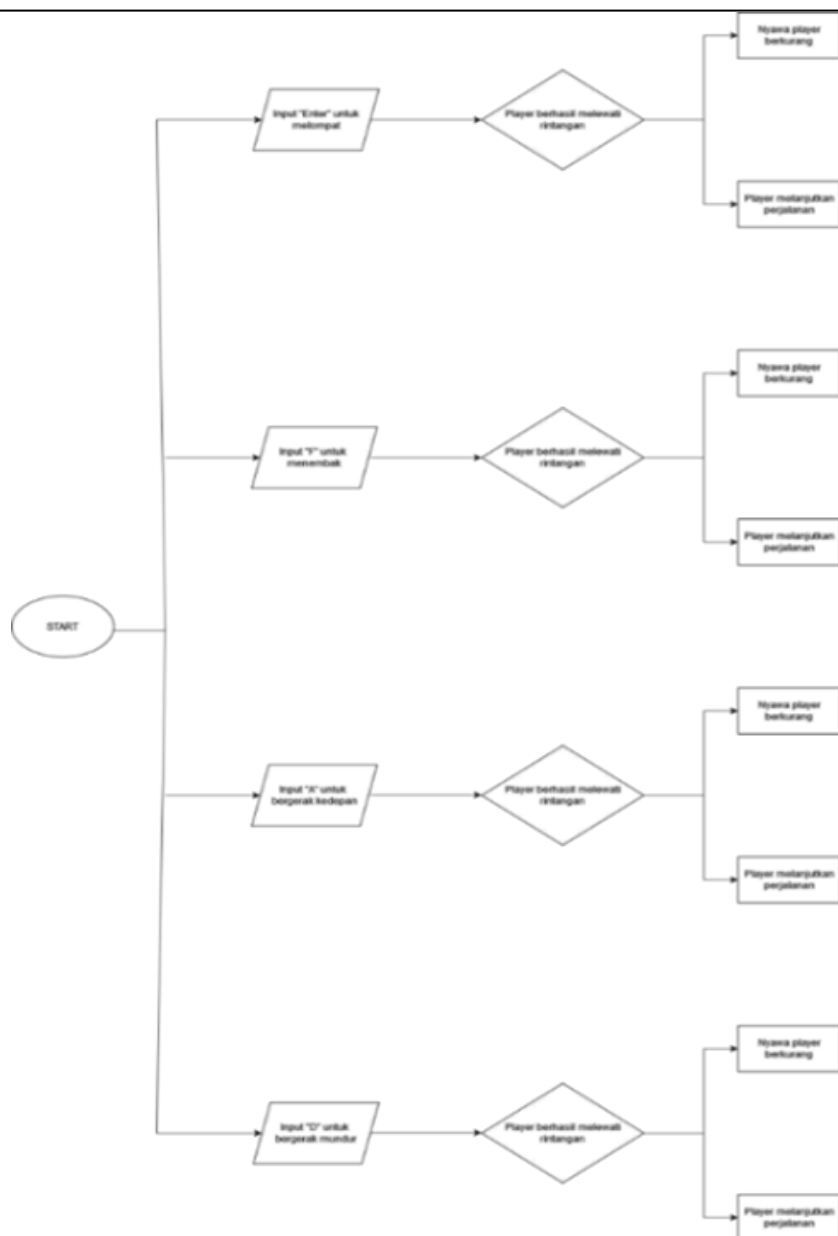 Nyawa player
berkurang
Input "Enter" untuk
melompat
Player berhasil melewati
rintangan
Player melanjutkan
perjalanan
Nyawa player
berkurang
Input "F" untuk
menembak
Player berhasil melewati
rintangan
Player melanjutkan
perjalanan
START
Nyawa player
berkurang
Input "A" untuk
bergerak kedepan
Player berhasil melewati
rintangan
Player melanjutkan
perjalanan
Nyawa player
berkurang
Input "D" untuk
bergerak mundur
Player berhasil melewati
rintangan
Player melanjutkan
perjalanan